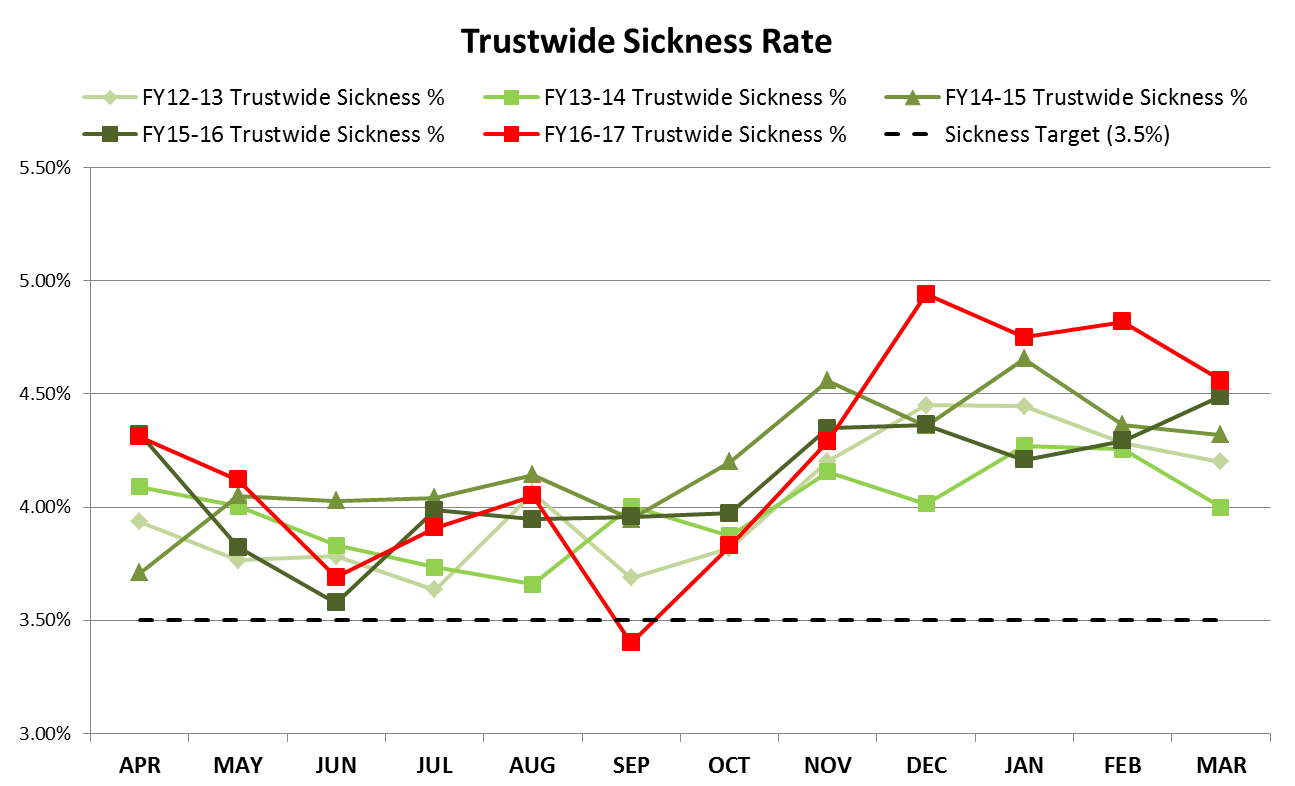 Trustwide Sickness Rate
FY12-13 Trustwide Sickness % FY13-14 Trustwide Sickness % FY14-15 Trustwide Sickness %
FY15-16 Trustwide Sickness % FY16-17 Trustwide Sickness % Sickness Target (3.5%)
5.50%
5.00%
4.50%
4.00%
3.50%
3.00%
APR MAY JUN JUL AUG SEP OCT NOV DEC JAN FEB MAR